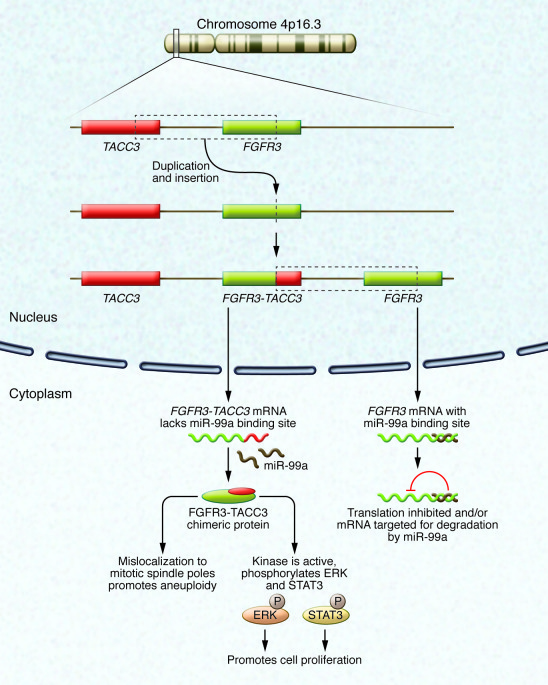 Chromosome 4p16.3
TACC3
FGFR3
Duplication
and insertion
TACC3
FGFR3-TACC3
FGFR3
Nucleus
Cytoplasm
FGFR3-TACC3 mRNA
lacks miR-99a binding site
FGFR3 mRNA with
miR-99a binding site
miR-99a
FGFR3-TACC3
chimeric protein
Translation inhibited and/or
mRNA targeted for degradation
by miR-99a
Mislocalization to
mitotic spindle poles
promotes aneuploidy
Kinase is active,
phosphorylates ERK
and STAT3
P
ERK
P
STAT3
Promotes cell proliferation